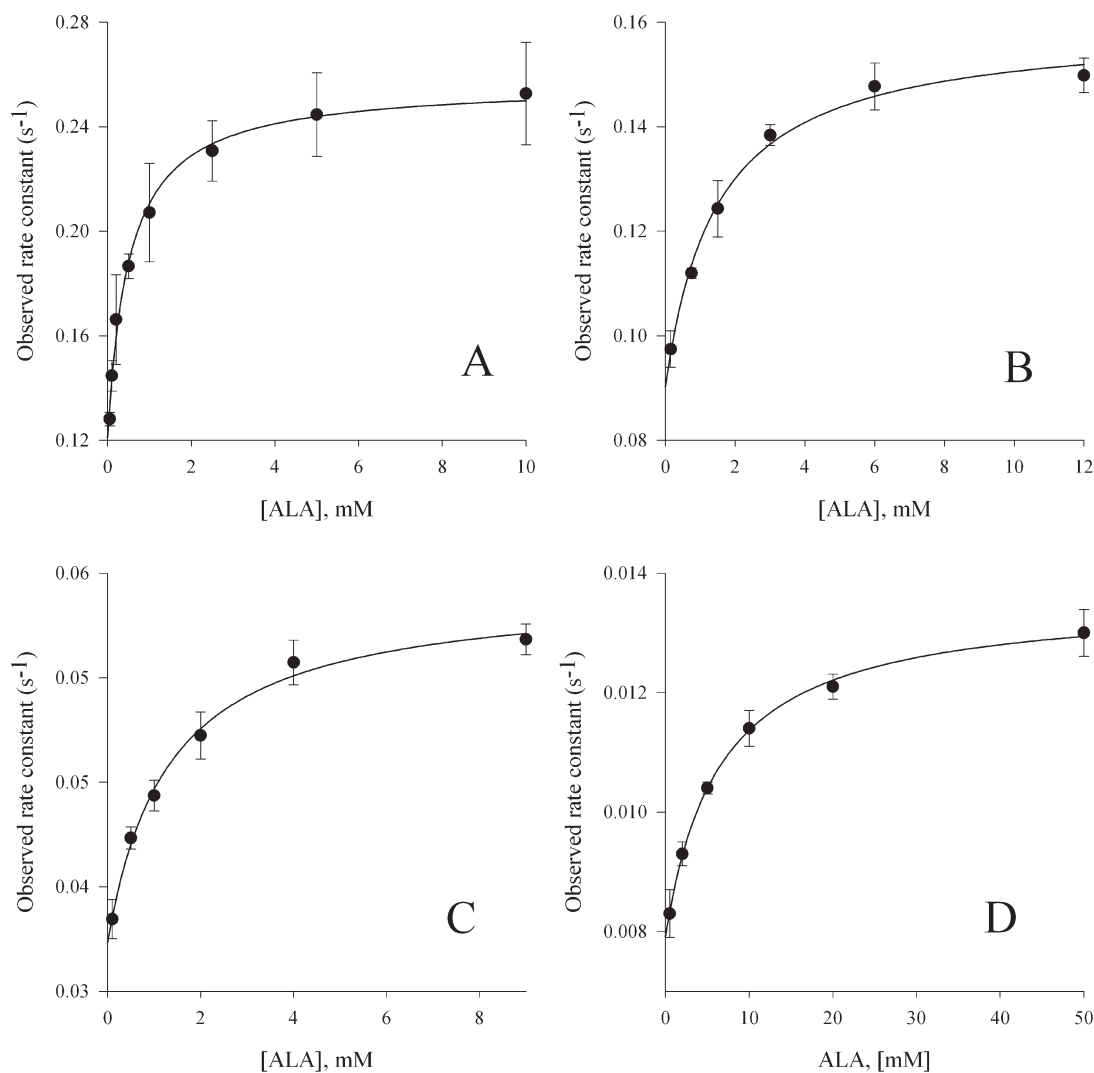 0.28
0.24
0.20
0.16
0.12
Observed rate constant (s-1)
A
0 2 4 6 8 10
[ALA], mM
0.16
0.14
0.12
0.10
0.08
Observed rate constant (s-1)
B
0 2 4 6 8 10 12
[ALA], mM
0.06
0.05
0.05
0.04
0.03
Observed rate constant (s-1)
C
0 2 4 6 8
[ALA], mM
0.014
0.012
0.010
0.008
Observed rate constant (s-1)
D
0 10 20 30 40 50
ALA, [mM]